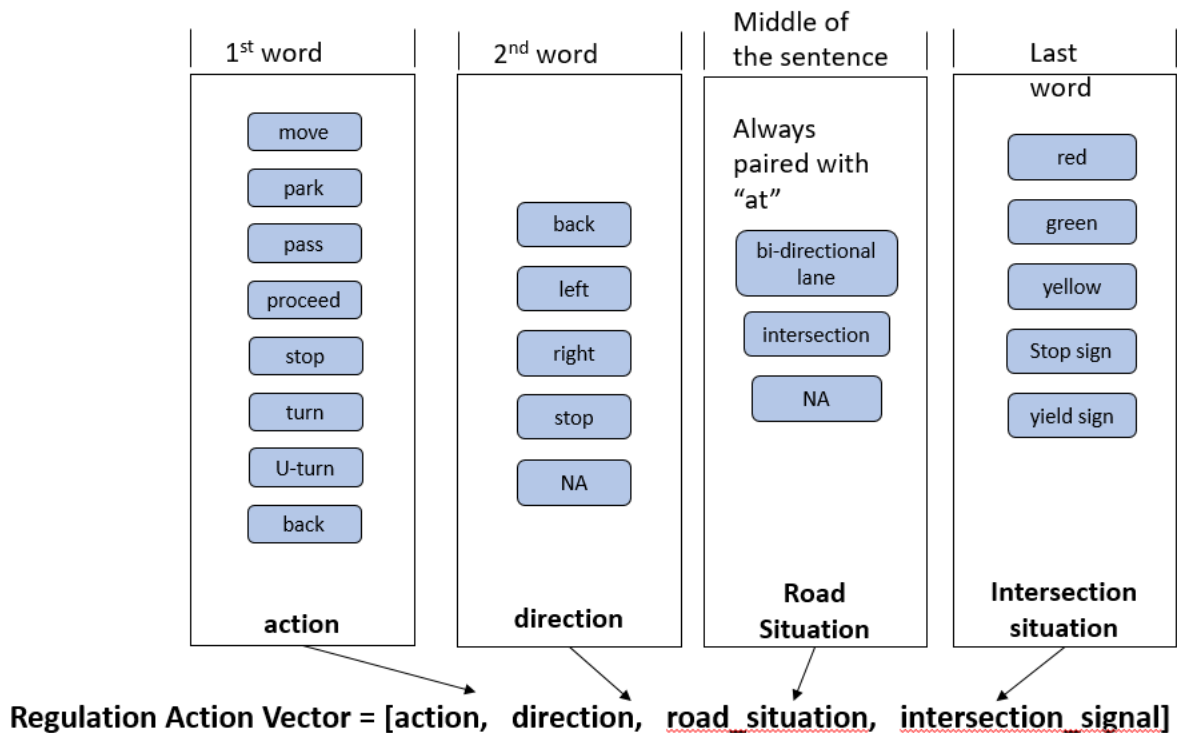 1st word
move
park
pass
proceed
stop
turn
U-turn
back
action
2nd word
back
left
right
stop
NA
direction
Middle of
the sentence
Always
paired with
“at”
bi-directional
lane
intersection
NA
Road
Situation
Last
word
red
green
yellow
Stop sign
yield sign
Intersection
situation
Regulation Action Vector = [action, direction, road_situation, intersection_signal]